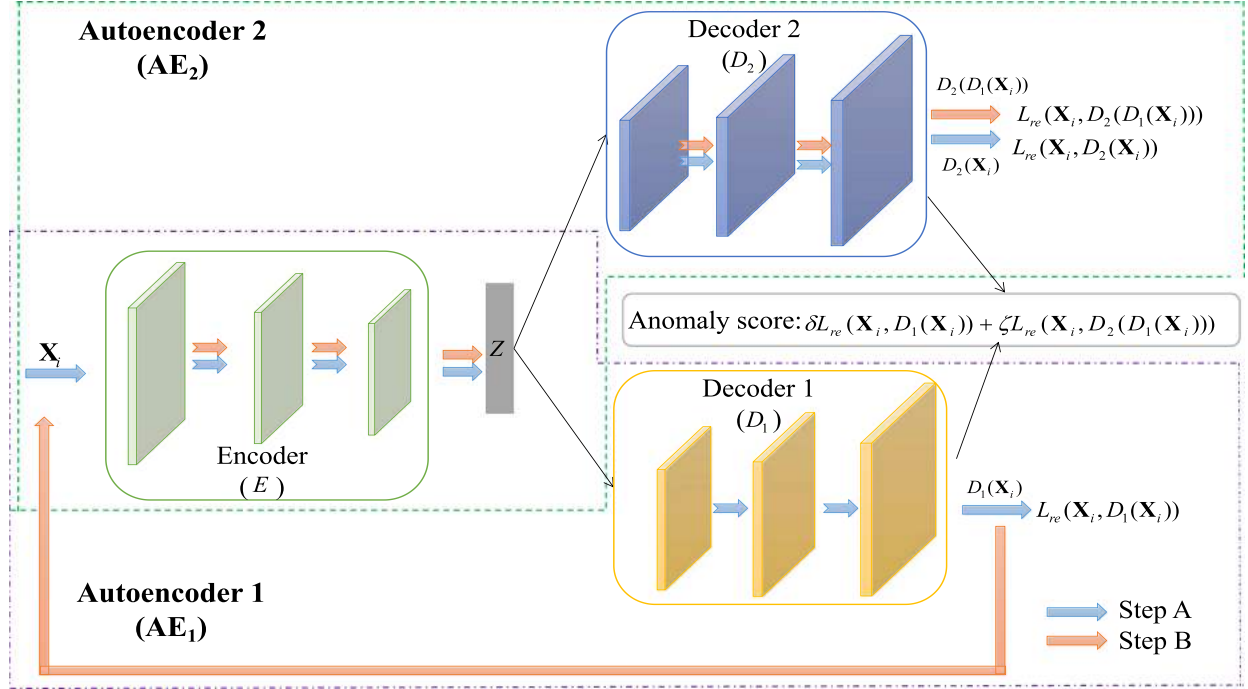 Autoencoder 2
(AE₂)
Decoder 2
(D₂)
D₂(D₁(𝐗ᵢ))
Lᵣₑ(𝐗ᵢ, D₂(D₁(𝐗ᵢ)))
Lᵣₑ(𝐗ᵢ, D₂(𝐗ᵢ))
D₂(𝐗ᵢ)
𝐗ᵢ
Encoder
(E)
Z
Anomaly score: δLᵣₑ(𝐗ᵢ, D₁(𝐗ᵢ)) + ζLᵣₑ(𝐗ᵢ, D₂(D₁(𝐗ᵢ)))
Decoder 1
(D₁)
D₁(𝐗ᵢ)
Lᵣₑ(𝐗ᵢ, D₁(𝐗ᵢ))
Autoencoder 1
(AE₁)
Step A
Step B